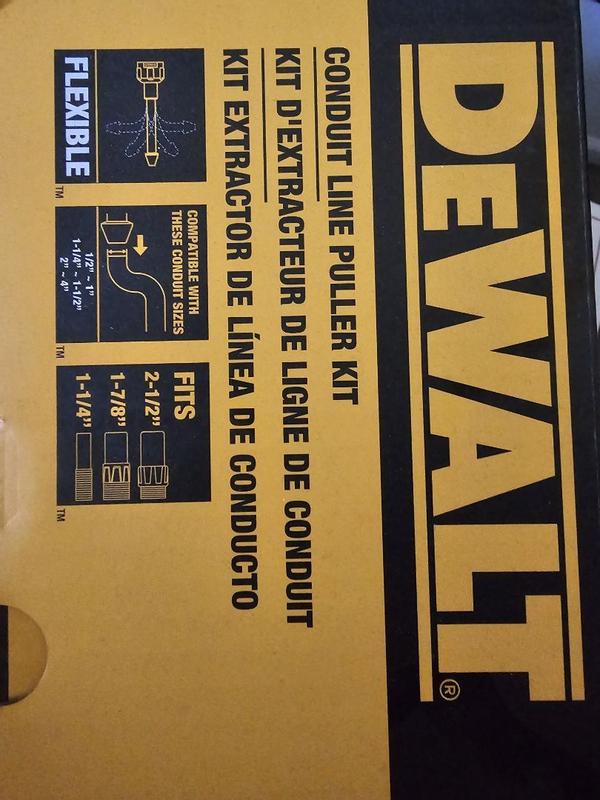 DEWALT®
CONDUIT LINE PULLER KIT
KIT D'EXTRACTEUR DE LIGNE DE CONDUIT
KIT EXTRACTOR DE LÍNEA DE CONDUCTO
FLEXIBLE
TM
COMPATIBLE WITH
THESE CONDUIT SIZES
1/2" ~ 1"
1-1/4" ~ 1-1/2"
2" ~ 4"
TM
FITS
2-1/2"
1-7/8"
1-1/4"
TM